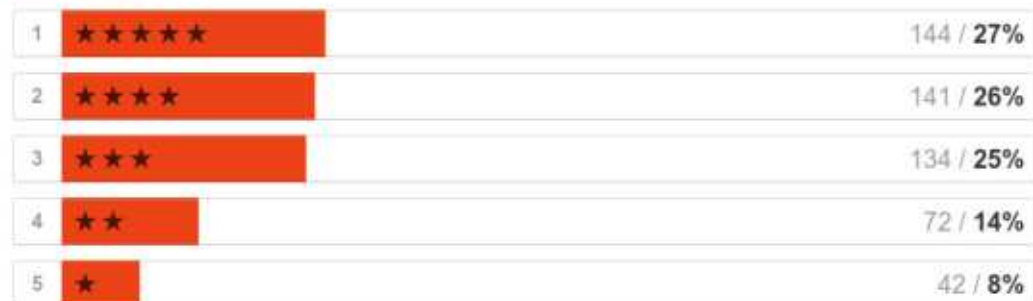 1 ★★★★★ 144 / 27%
2 ★★★★ 141 / 26%
3 ★★★ 134 / 25%
4 ★★ 72 / 14%
5 ★ 42 / 8%